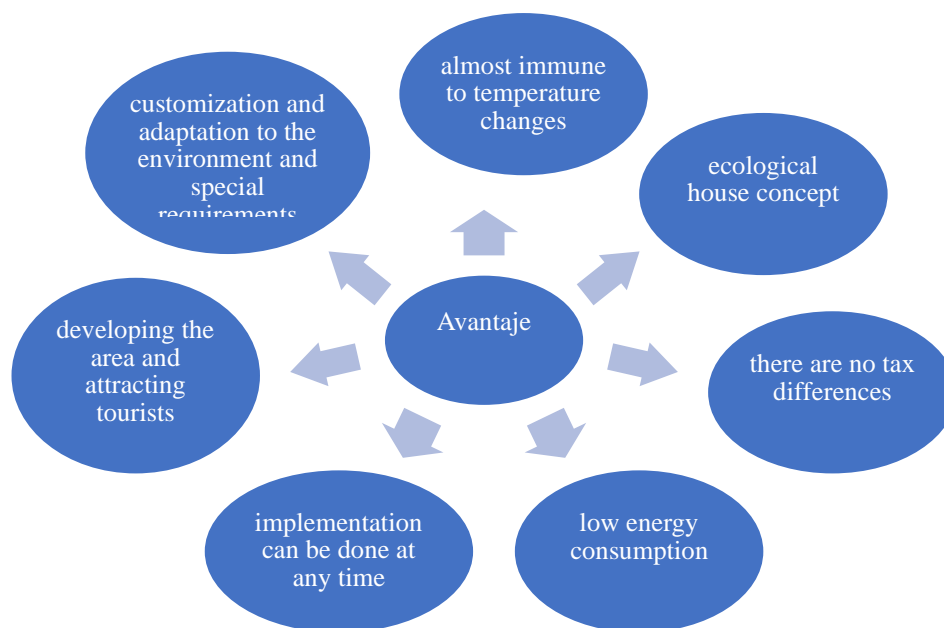 almost immune
to temperature
changes
customization and
adaptation to the
environment and
special
requirements
ecological
house concept
Avantaje
developing the
area and
attracting
tourists
there are no tax
differences
implementation
can be done at
any time
low energy
consumption